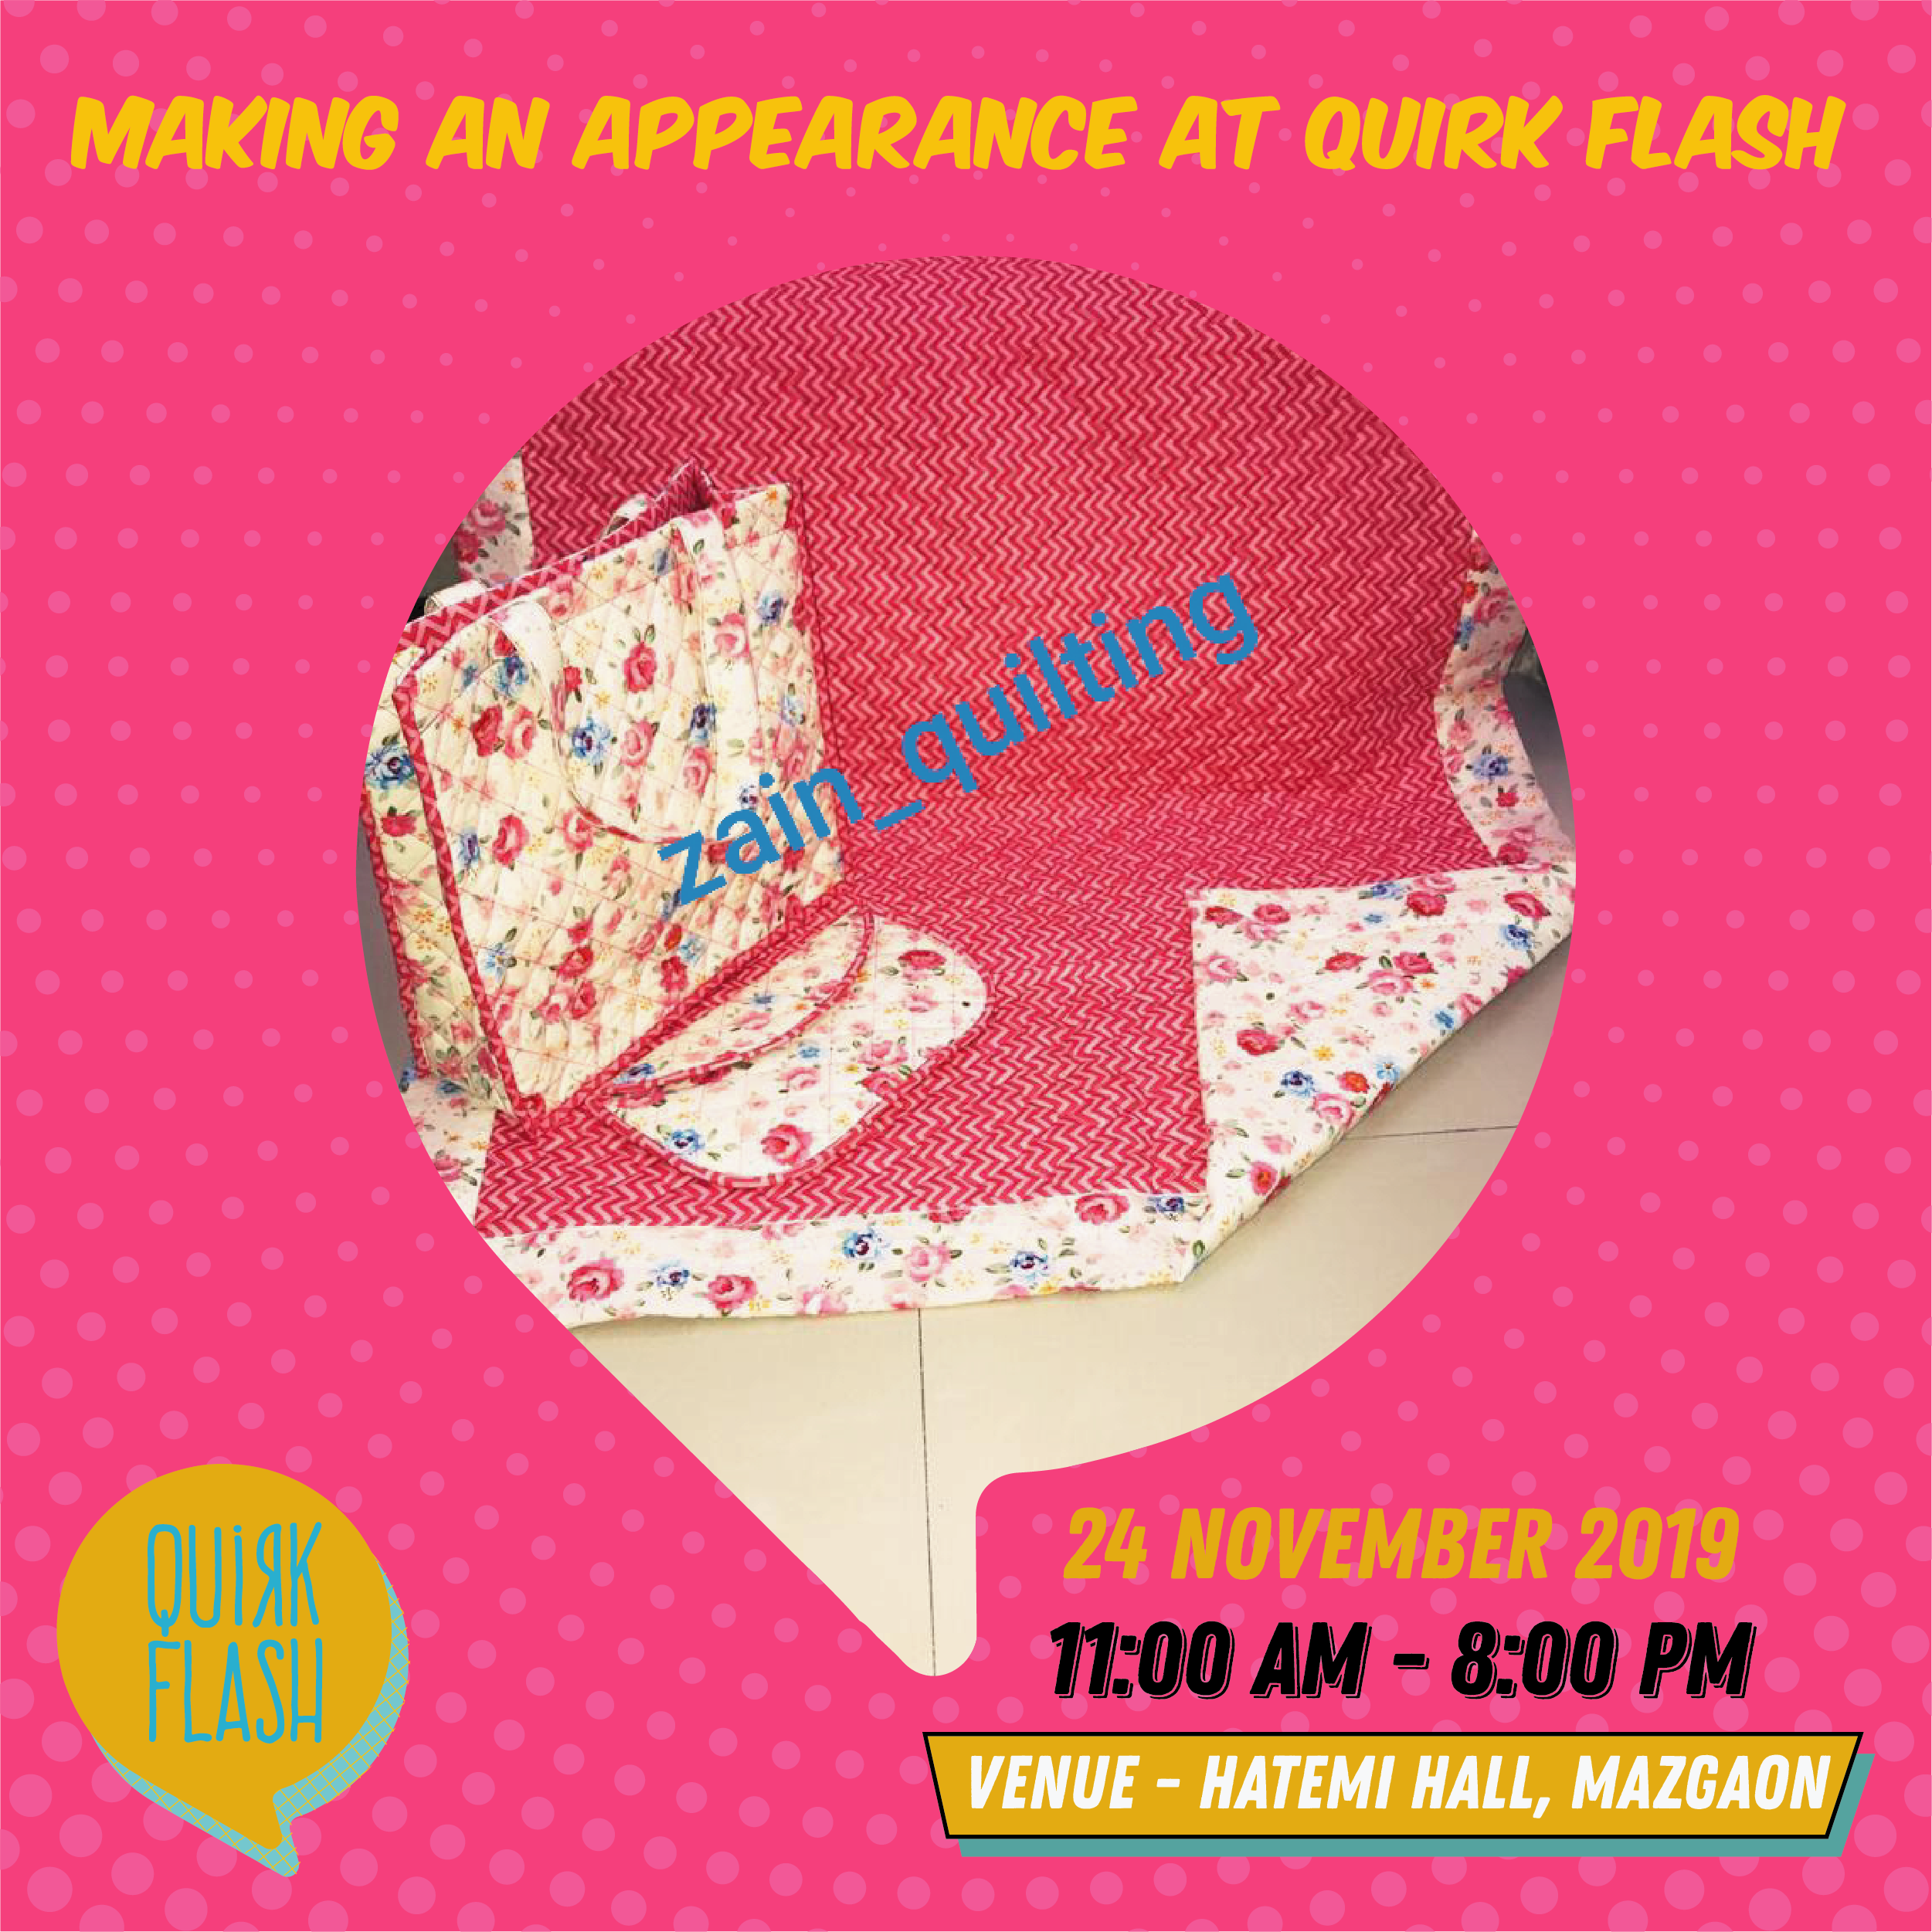 MAKING AN APPEARANCE AT QUIRK FLASH
zain_quilting
24 NOVEMBER 2019
11:00 AM - 8:00 PM
VENUE - HATEMI HALL, MAZGAON
QUiRK
FLASH